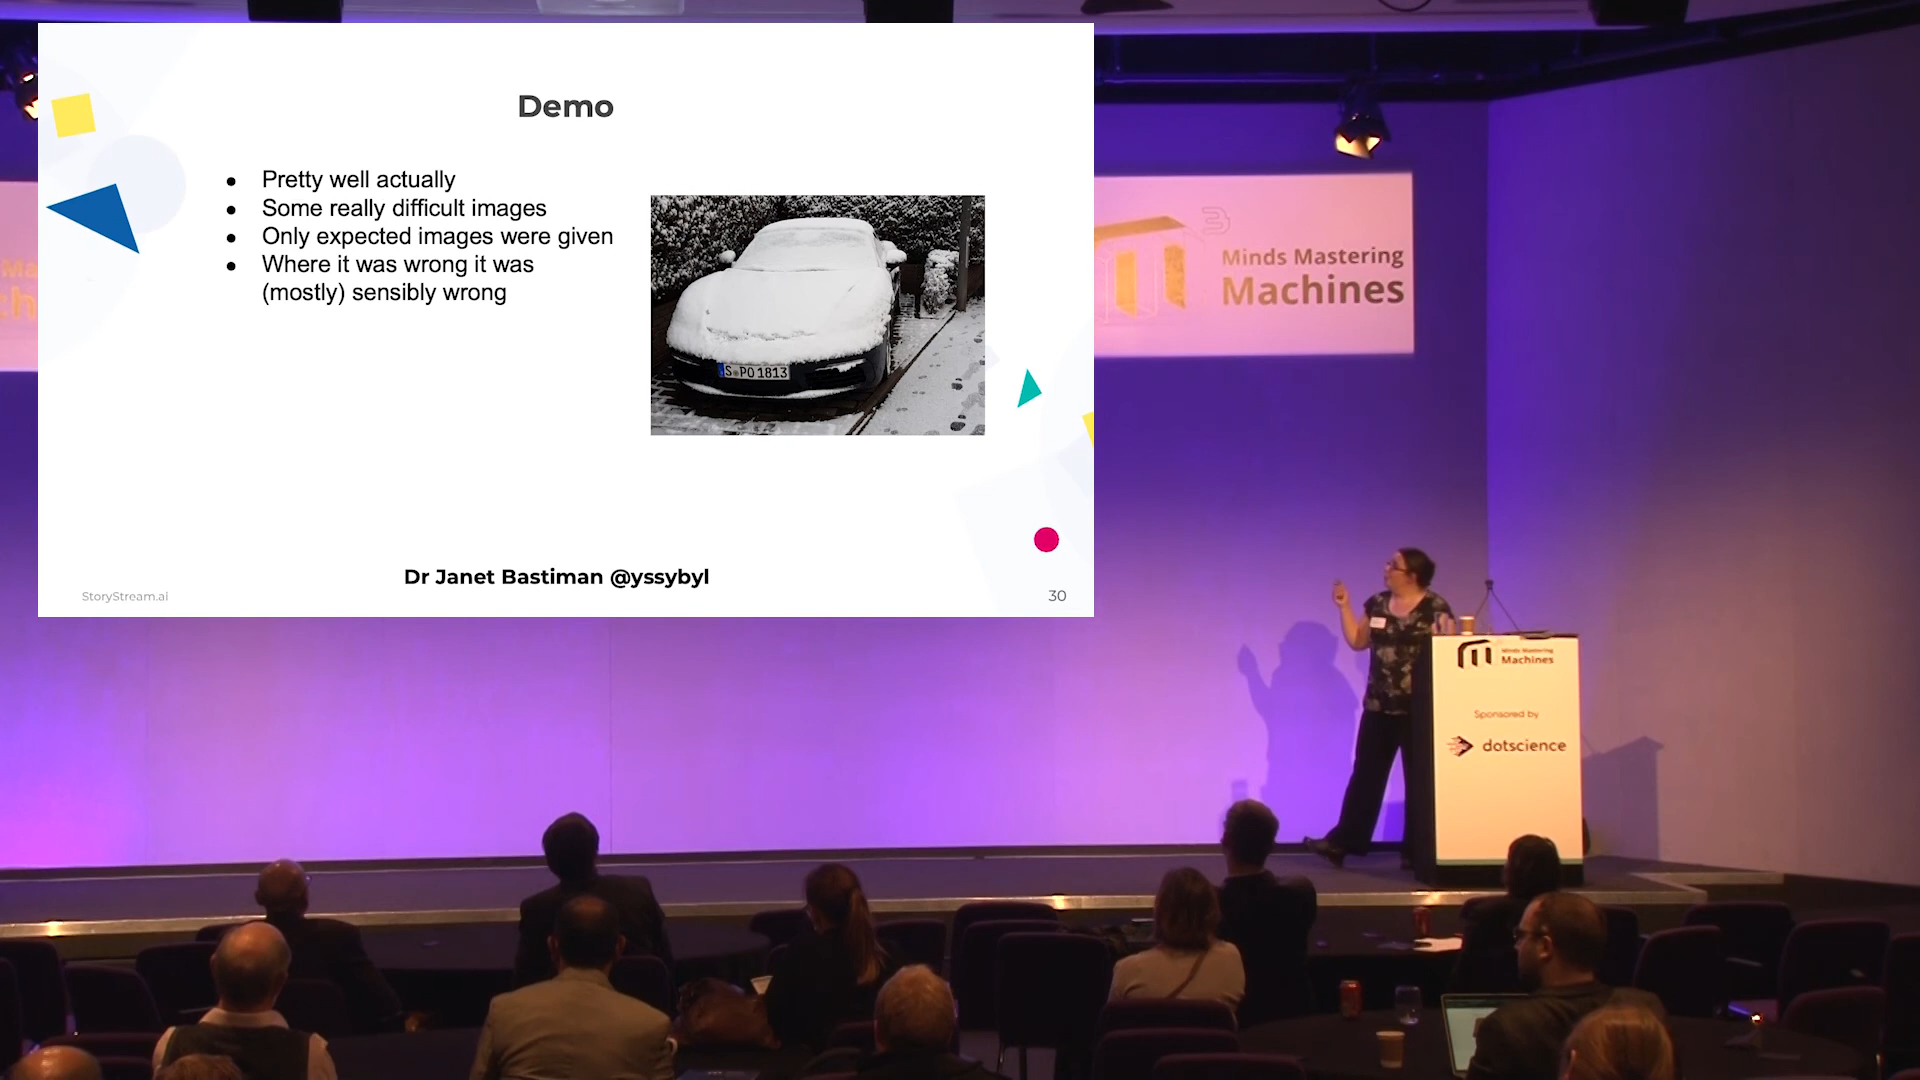 Demo
● Pretty well actually
● Some really difficult images
● Only expected images were given
● Where it was wrong it was
(mostly) sensibly wrong
S PO 1813
Dr Janet Bastiman @yssybyl
StoryStream.ai
30
Minds Mastering
Machines
Minds Mastering
Machines
Sponsored by
dotscience